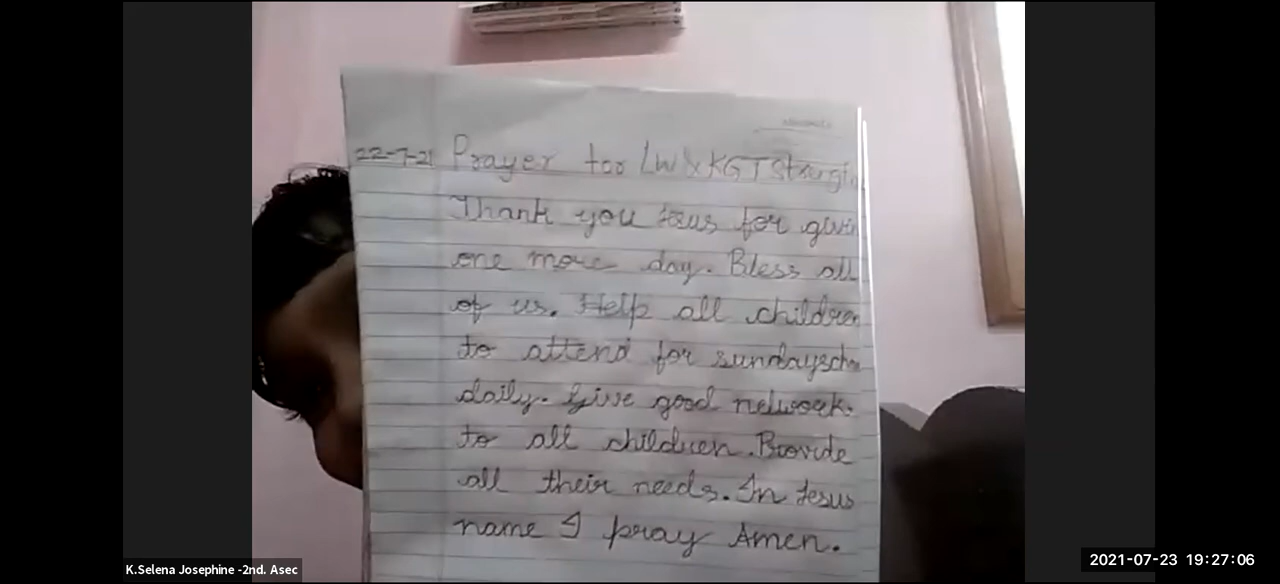 22-7-21 Prayer for LW & KGT
Thank you Jesus for givin
one more day. Bless all
of us. Help all children
to attend for sundayscho
daily. Give good network.
to all children. Provide
all their needs. In Jesus
name I pray Amen.
K.Selena Josephine -2nd. Asec
2021-07-23 19:27:06